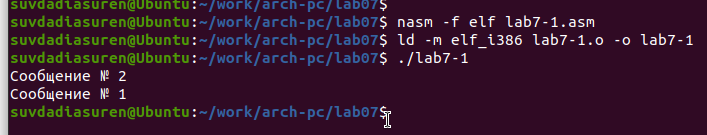 suvdadiasuren@Ubuntu:~/work/arch-pc/lab07$
suvdadiasuren@Ubuntu:~/work/arch-pc/lab07$ nasm -f elf lab7-1.asm
suvdadiasuren@Ubuntu:~/work/arch-pc/lab07$ ld -m elf_i386 lab7-1.o -o lab7-1
suvdadiasuren@Ubuntu:~/work/arch-pc/lab07$ ./lab7-1
Сообщение № 2
Сообщение № 1
suvdadiasuren@Ubuntu:~/work/arch-pc/lab07$